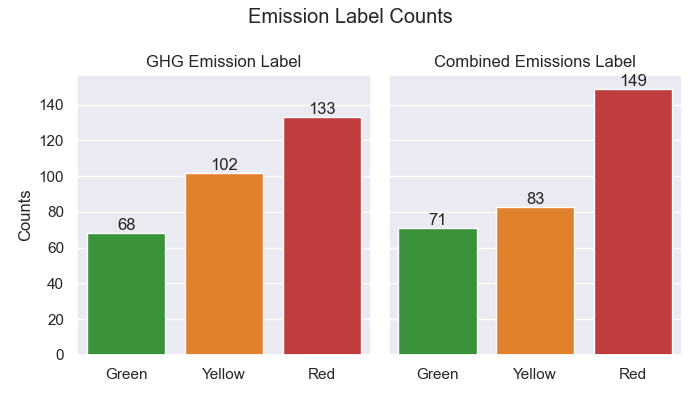 Emission Label Counts
GHG Emission Label
Combined Emissions Label
Counts
140
120
100
80
60
40
20
0
68
102
133
71
83
149
Green
Yellow
Red
Green
Yellow
Red